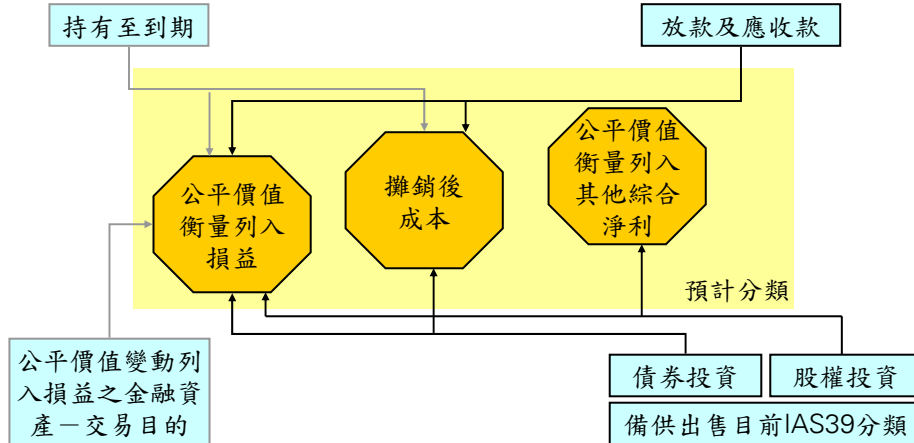 持有至到期
放款及應收款
公平價值
衡量列入
損益
攤銷後
成本
公平價值
衡量列入
其他綜合
淨利
預計分類
公平價值變動列
入損益之金融資
產－交易目的
債券投資
股權投資
備供出售目前IAS39分類